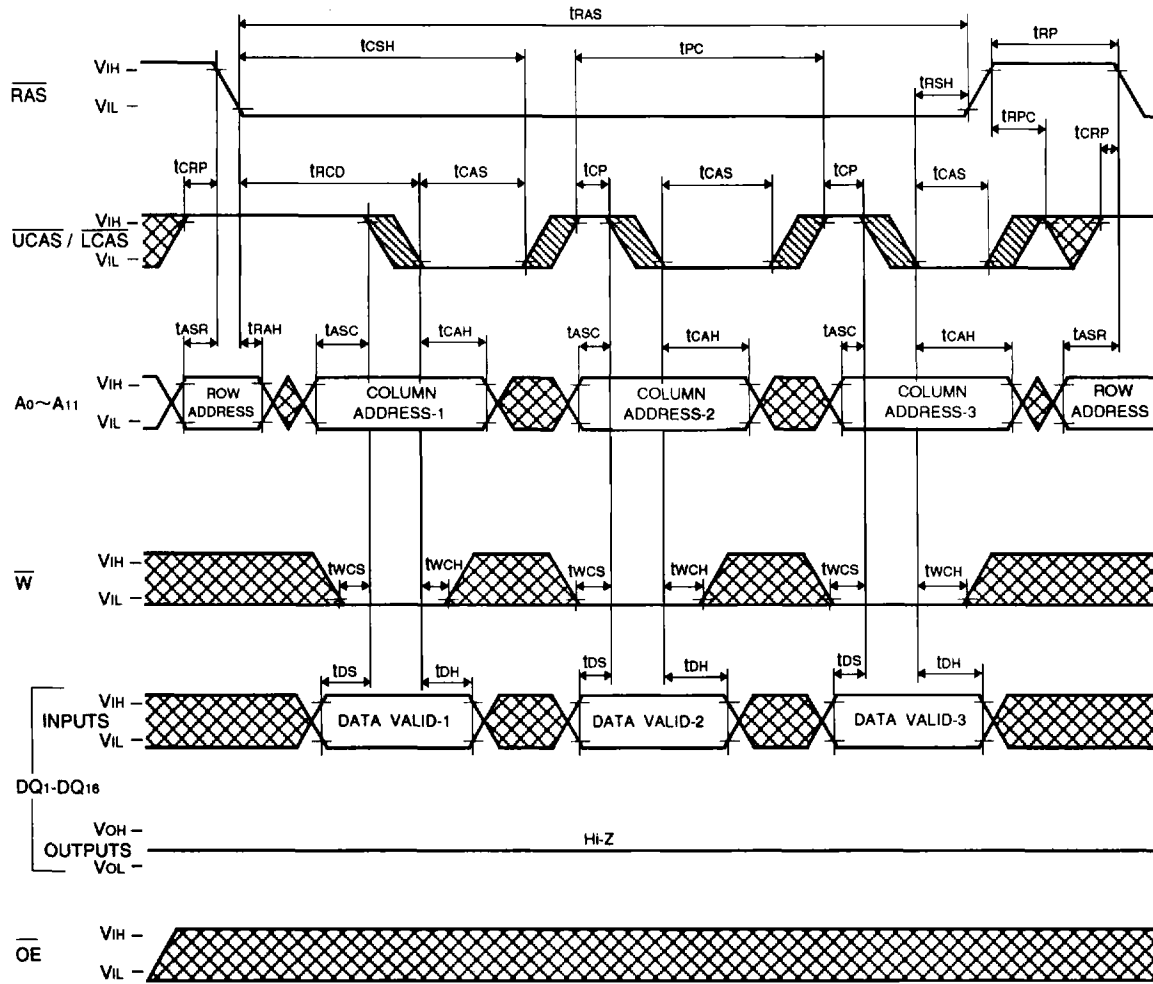 tRAS
tCSH tPC tRP
RAS VIH VIL tRSH tRPC tCRP
tCRP tRCD tCAS tCP tCAS tCP tCAS
UCAS / LCAS VIH VIL
tASR tRAH tASC tCAH tASC tCAH tASC tCAH tASR
A0~A11 VIH VIL
ROW ADDRESS
COLUMN ADDRESS-1
COLUMN ADDRESS-2
COLUMN ADDRESS-3
ROW ADDRESS
W VIH VIL
tWCS tWCH tWCS tWCH tWCS tWCH
tDS tDH tDS tDH tDS tDH
VIH
INPUTS DATA VALID-1 DATA VALID-2 DATA VALID-3
VIL
DQ1-DQ16
VOH
OUTPUTS Hi-Z
VOL
OE VIH VIL